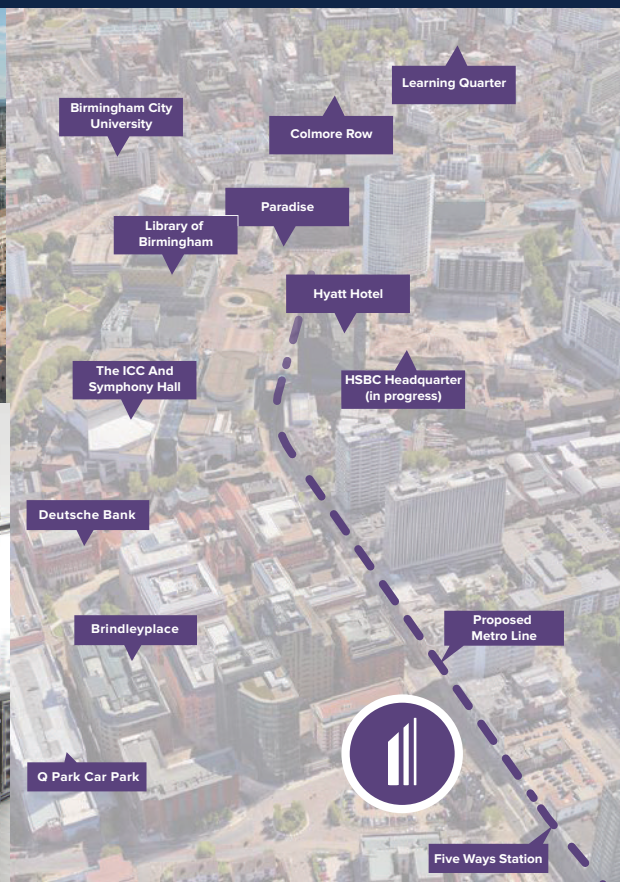 Learning Quarter
Birmingham City
University
Colmore Row
Paradise
Library of
Birmingham
Hyatt Hotel
The ICC And
Symphony Hall
HSBC Headquarter
(in progress)
Deutsche Bank
Proposed
Metro Line
Brindleyplace
Q Park Car Park
Five Ways Station